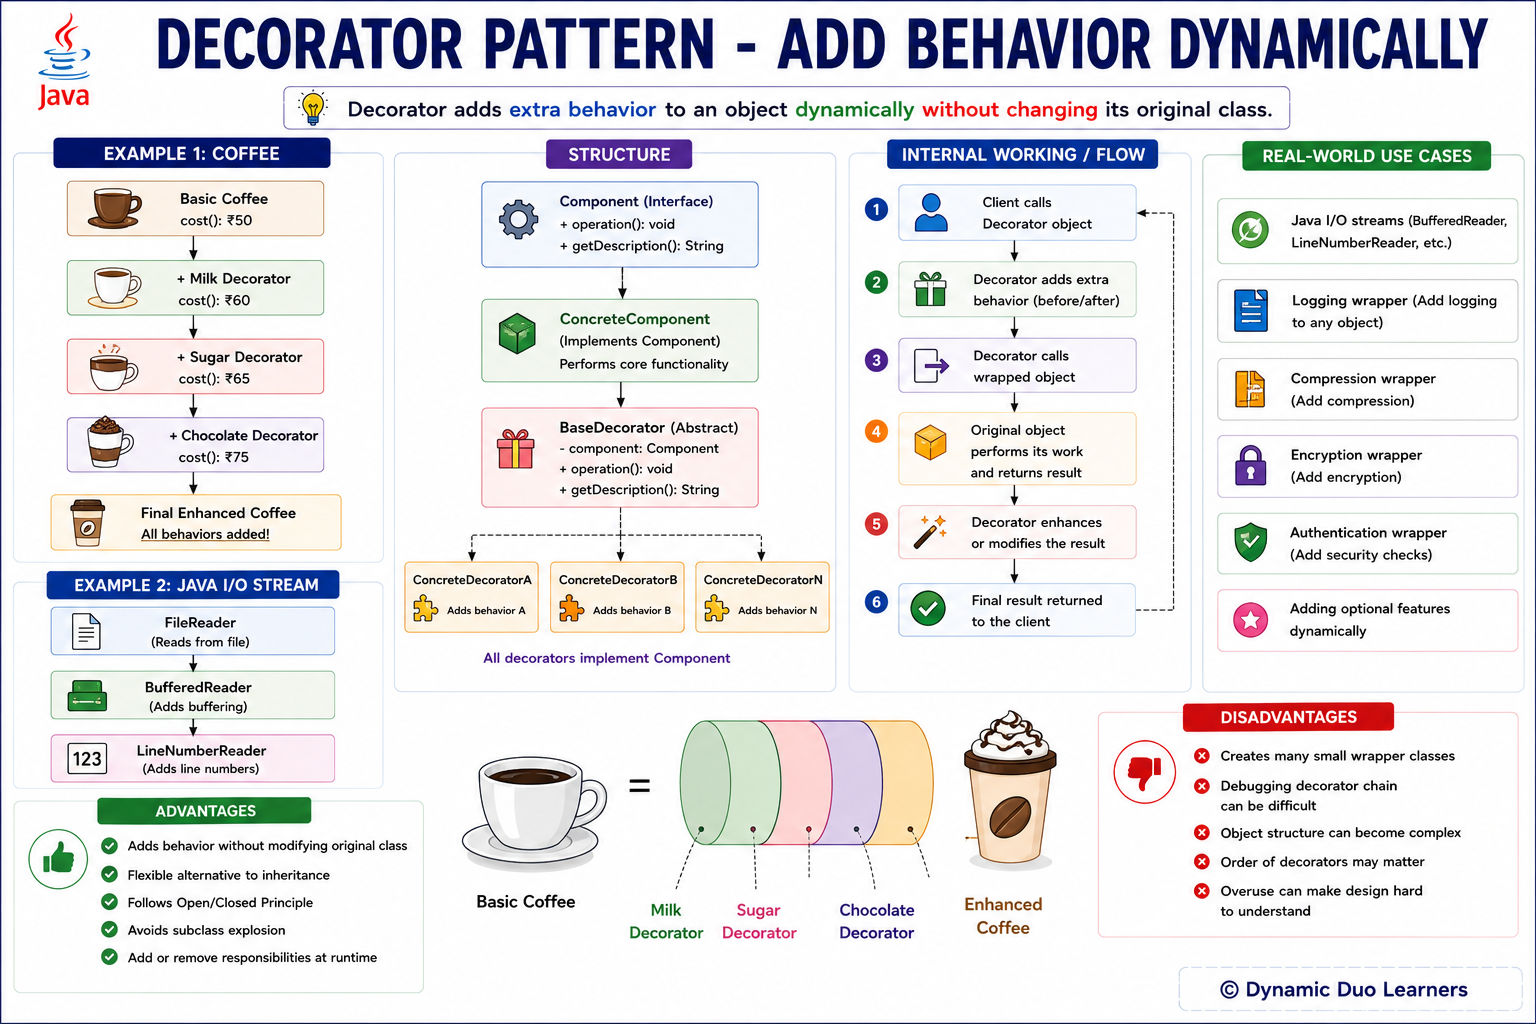 Java
DECORATOR PATTERN - ADD BEHAVIOR DYNAMICALLY
Decorator adds extra behavior to an object dynamically without changing its original class.
EXAMPLE 1: COFFEE
Basic Coffee
cost(): ₹50
+ Milk Decorator
cost(): ₹60
+ Sugar Decorator
cost(): ₹65
+ Chocolate Decorator
cost(): ₹75
Final Enhanced Coffee
All behaviors added!
EXAMPLE 2: JAVA I/O STREAM
FileReader
(Reads from file)
BufferedReader
(Adds buffering)
123
LineNumberReader
(Adds line numbers)
ADVANTAGES
Adds behavior without modifying original class
Flexible alternative to inheritance
Follows Open/Closed Principle
Avoids subclass explosion
Add or remove responsibilities at runtime
STRUCTURE
Component (Interface)
+ operation(): void
+ getDescription(): String
ConcreteComponent
(Implements Component)
Performs core functionality
BaseDecorator (Abstract)
- component: Component
+ operation(): void
+ getDescription(): String
ConcreteDecoratorA
Adds behavior A
ConcreteDecoratorB
Adds behavior B
ConcreteDecoratorN
Adds behavior N
All decorators implement Component
INTERNAL WORKING / FLOW
1
Client calls
Decorator object
2
Decorator adds extra
behavior (before/after)
3
Decorator calls
wrapped object
4
Original object
performs its work
and returns result
5
Decorator enhances
or modifies the result
6
Final result returned
to the client
REAL-WORLD USE CASES
Java I/O streams (BufferedReader,
LineNumberReader, etc.)
Logging wrapper (Add logging
to any object)
Compression wrapper
(Add compression)
Encryption wrapper
(Add encryption)
Authentication wrapper
(Add security checks)
Adding optional features
dynamically
Basic Coffee
=
Milk
Decorator
Sugar
Decorator
Chocolate
Decorator
Enhanced
Coffee
DISADVANTAGES
Creates many small wrapper classes
Debugging decorator chain
can be difficult
Object structure can become complex
Order of decorators may matter
Overuse can make design hard
to understand
© Dynamic Duo Learners